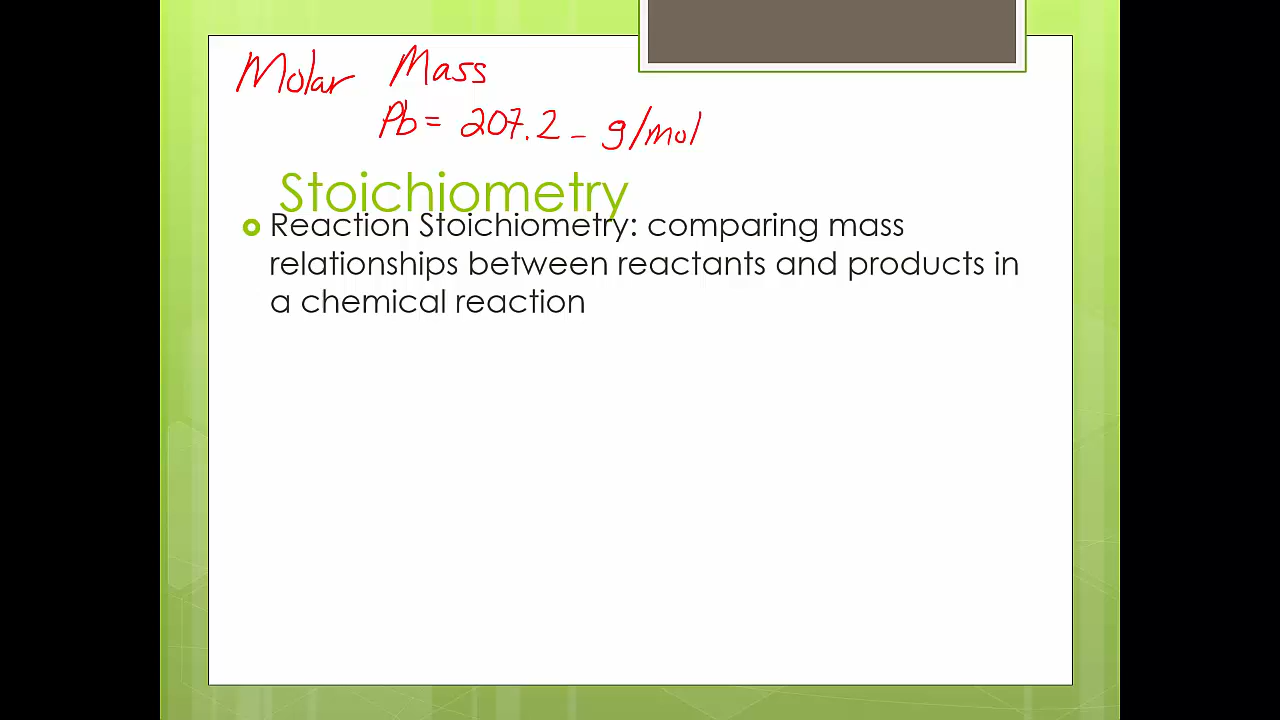 Molar Mass
Pb = 207.2 - g/mol
Stoichiometry
Reaction Stoichiometry: comparing mass
relationships between reactants and products in
a chemical reaction